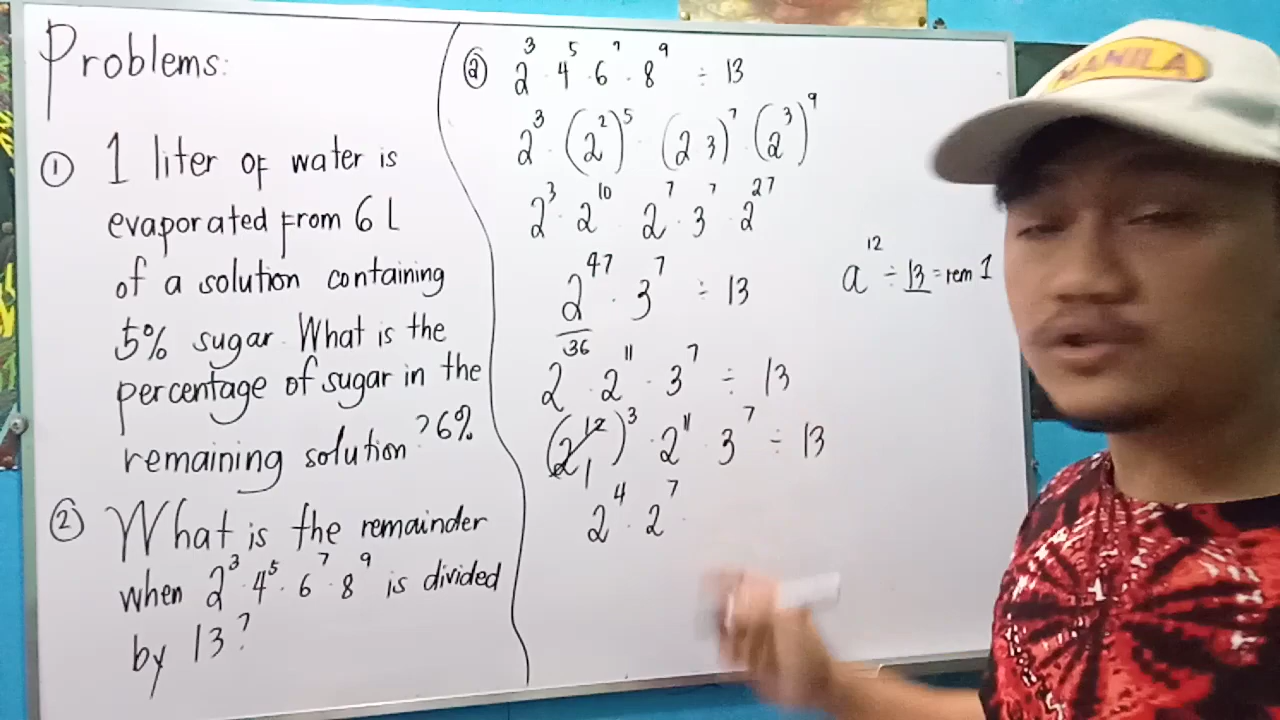 Problems:
① 1 liter of water is
evaporated from 6 L
of a solution containing
5% sugar. What is the
percentage of sugar in the
remaining solution? 6%
② What is the remainder
when 2³·4⁵·6⁷·8⁹ is divided
by 13?
② 2³·4⁵·6⁷·8⁹ ÷ 13
2³·(2²)⁵·(2 3)⁷·(2³)⁹
2³·2¹⁰·2⁷·3⁷·2²⁷
2⁴⁷·3⁷ ÷ 13
2³⁶·2¹¹·3⁷ ÷ 13
(2¹²)³·2¹¹·3⁷ ÷ 13
1
2⁴·2⁷·
a¹² ÷ 13 = rem 1
MANILA